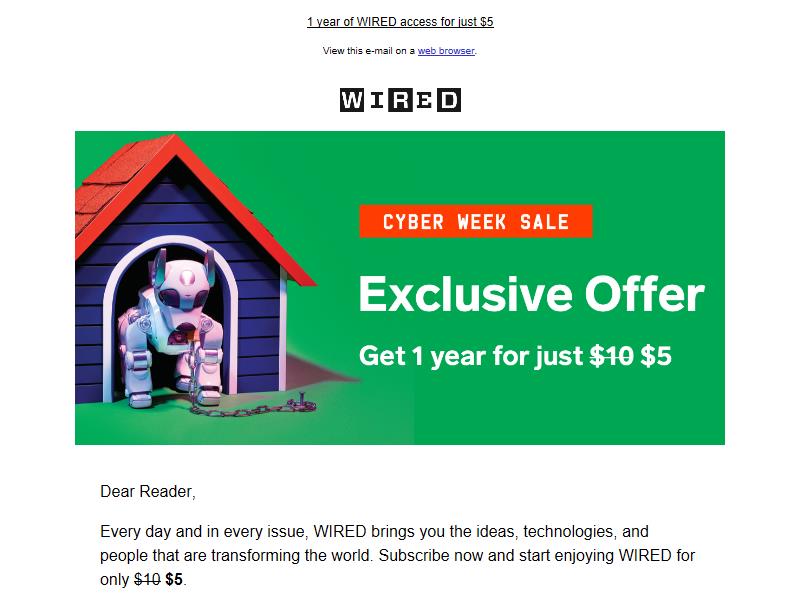 1 year of WIRED access for just $5
View this e-mail on a web browser.
WIRED
CYBER WEEK SALE
Exclusive Offer
Get 1 year for just $10 $5
Dear Reader,
Every day and in every issue, WIRED brings you the ideas, technologies, and
people that are transforming the world. Subscribe now and start enjoying WIRED for
only $10 $5.